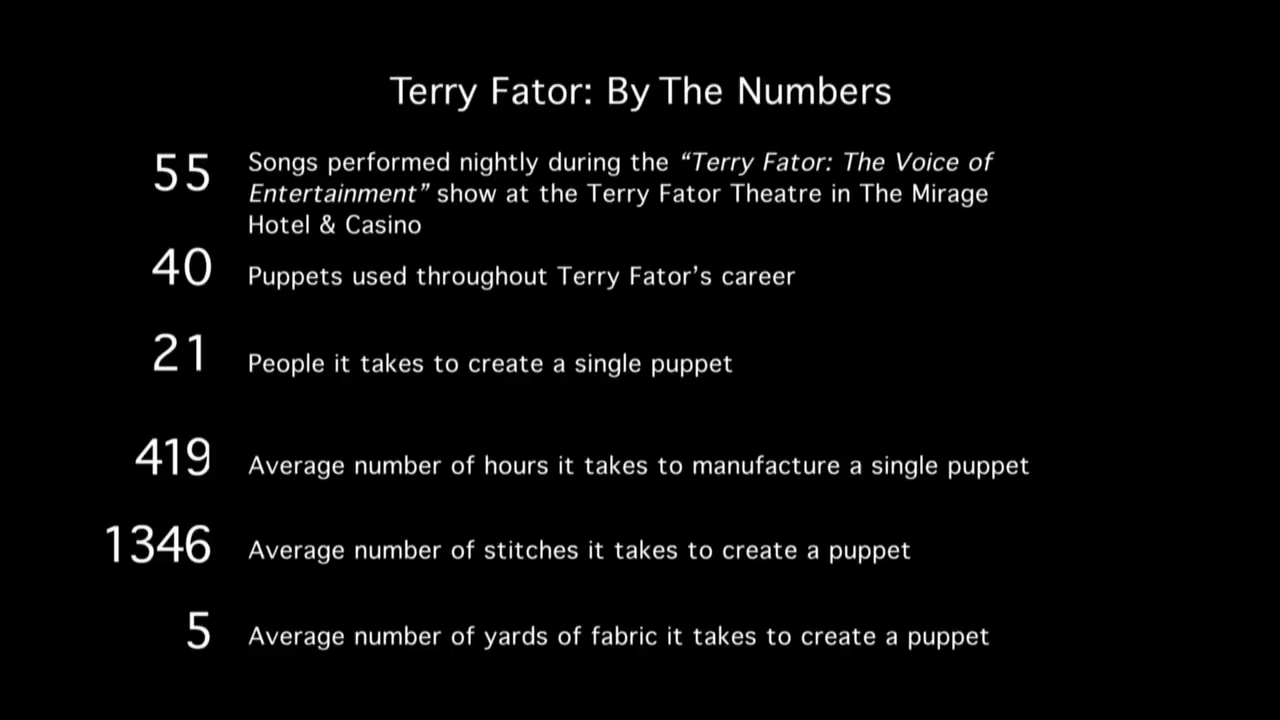 Terry Fator: By The Numbers
55 Songs performed nightly during the “Terry Fator: The Voice of
Entertainment” show at the Terry Fator Theatre in The Mirage
Hotel & Casino
40 Puppets used throughout Terry Fator’s career
21 People it takes to create a single puppet
419 Average number of hours it takes to manufacture a single puppet
1346 Average number of stitches it takes to create a puppet
5 Average number of yards of fabric it takes to create a puppet